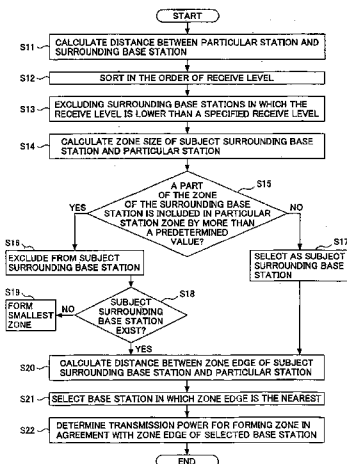 START
S11
CALCULATE DISTANCE BETWEEN PARTICULAR STATION AND
SURROUNDING BASE
STATION
S12
SORT IN THE ORDER OF RECEIVE LEVEL
S13
EXCLUDING SURROUNDING BASE STATIONS IN WHICH THE
RECEIVE LEVEL IS LOWER THAN A SPECIFIED RECEIVE LEVEL
S14
CALCULATE ZONE SIZE OF SUBJECT SURROUNDING BASE
STATION AND PARTICULAR STATION
S15
A PART
OF THE ZONE
OF THE SURROUNDING BASE
STATION IS INCLUDED IN PARTICULAR
STATION ZONE BY MORE THAN
A PREDETERMINED
VALUE?
YES
NO
S16
EXCLUDE FROM SUBJECT
SURROUNDING BASE STATION
S17
SELECT AS SUBJECT
SURROUNDING BASE
STATION
S18
SUBJECT
SURROUNDING
BASE STATION
EXIST?
NO
S19
FORM
SMALLEST
ZONE
YES
S20
CALCULATE DISTANCE BETWEEN ZONE EDGE OF SUBJECT
SURROUNDING BASE STATION AND PARTICULAR STATION
S21
SELECT BASE STATION IN WHICH ZONE EDGE IS THE NEAREST
S22
DETERMINE TRANSMISSION POWER FOR FORMING ZONE IN
AGREEMENT WITH ZONE EDGE OF SELECTED BASE STATION
END